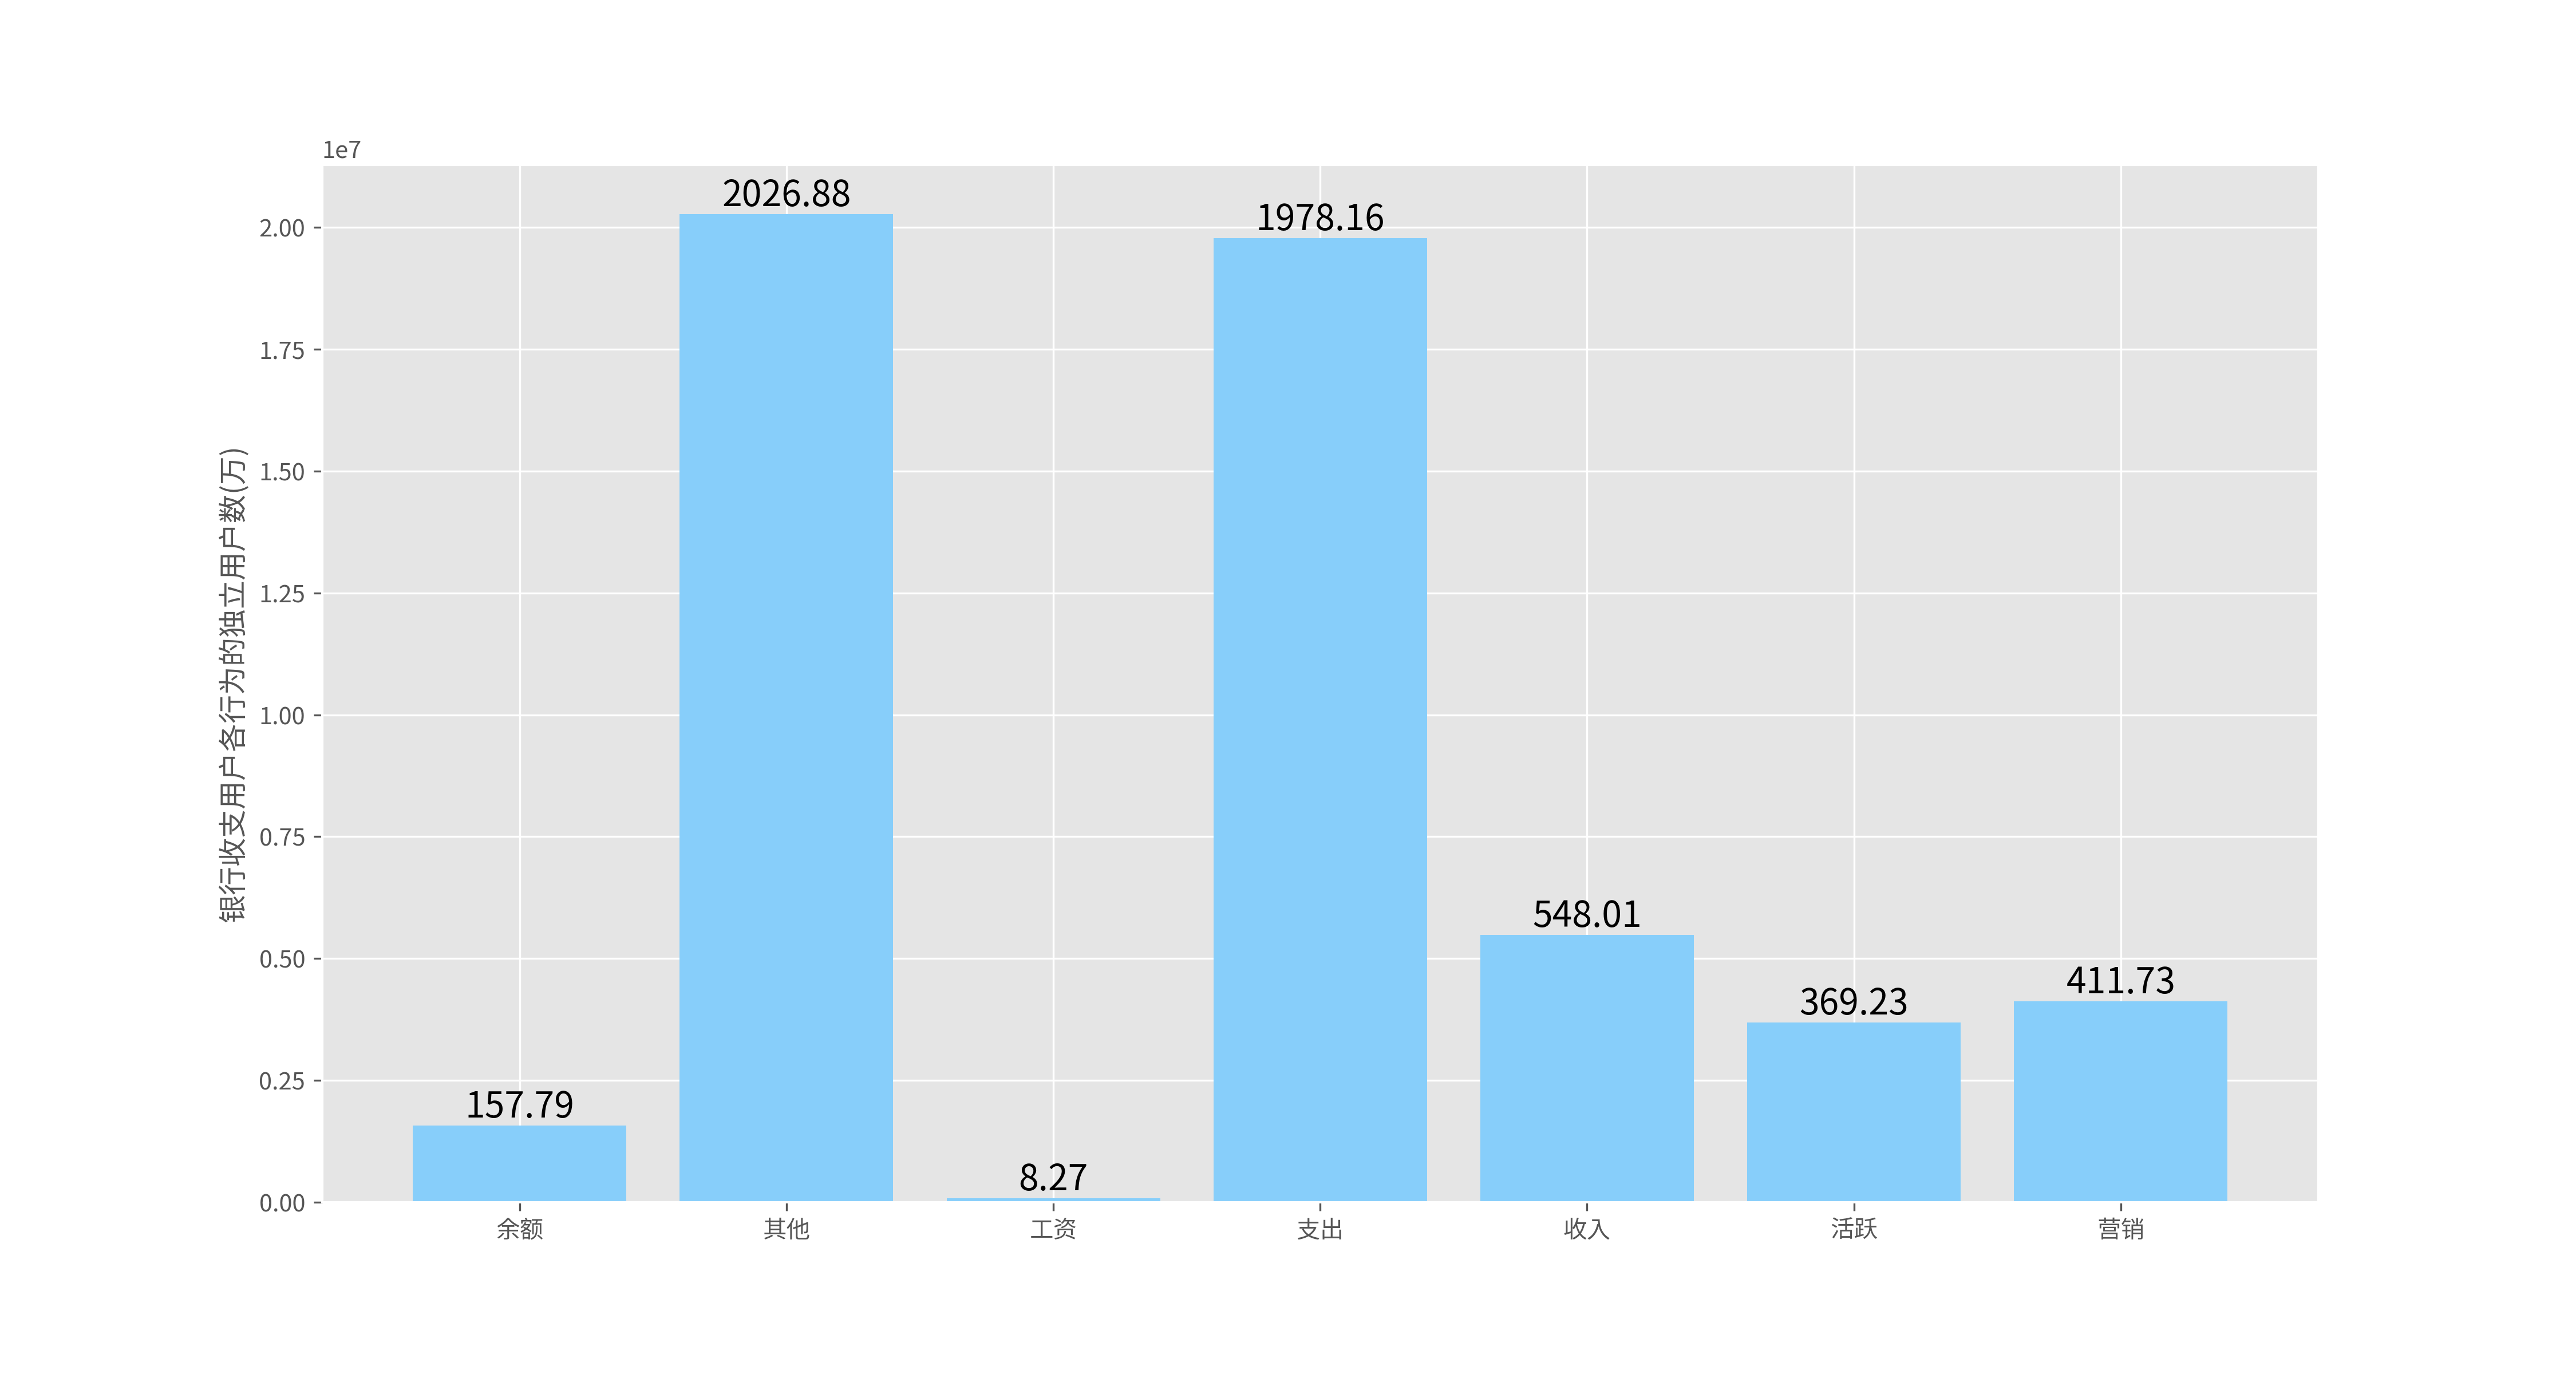 1e7
2.00
1.75
1.50
1.25
1.00
0.75
0.50
0.25
0.00
银行收支用户各行为的独立用户数(万)
157.79
2026.88
8.27
1978.16
548.01
369.23
411.73
余额
其他
工资
支出
收入
活跃
营销